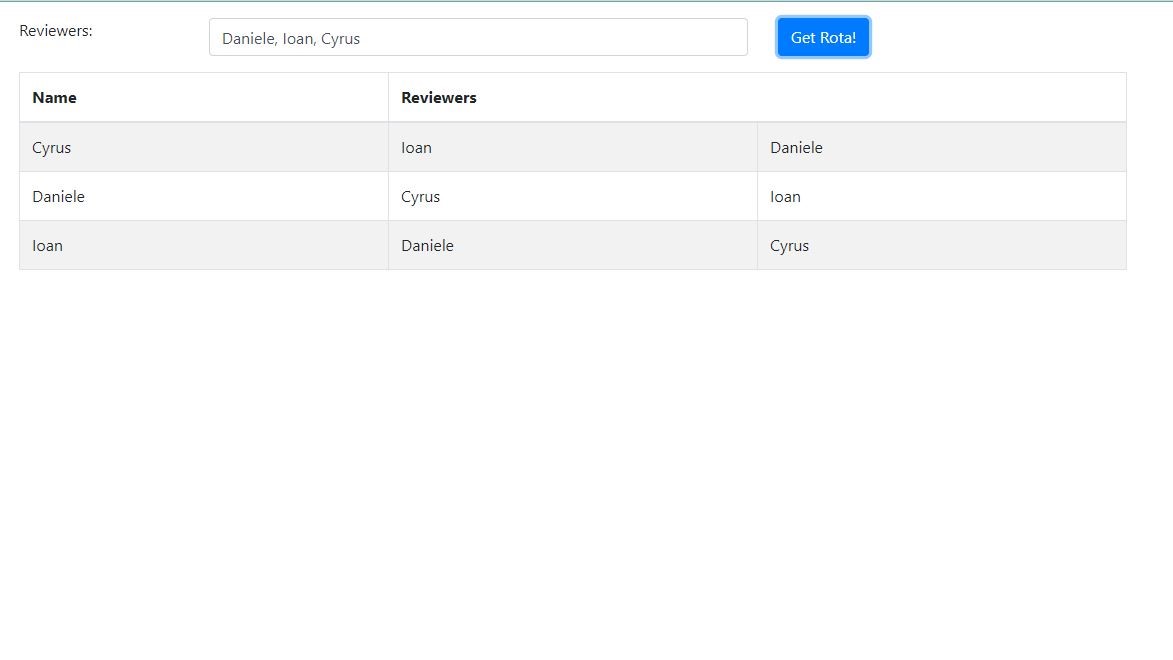 Reviewers: Daniele, Ioan, Cyrus Get Rota!
Name Reviewers
Cyrus Ioan Daniele
Daniele Cyrus Ioan
Ioan Daniele Cyrus